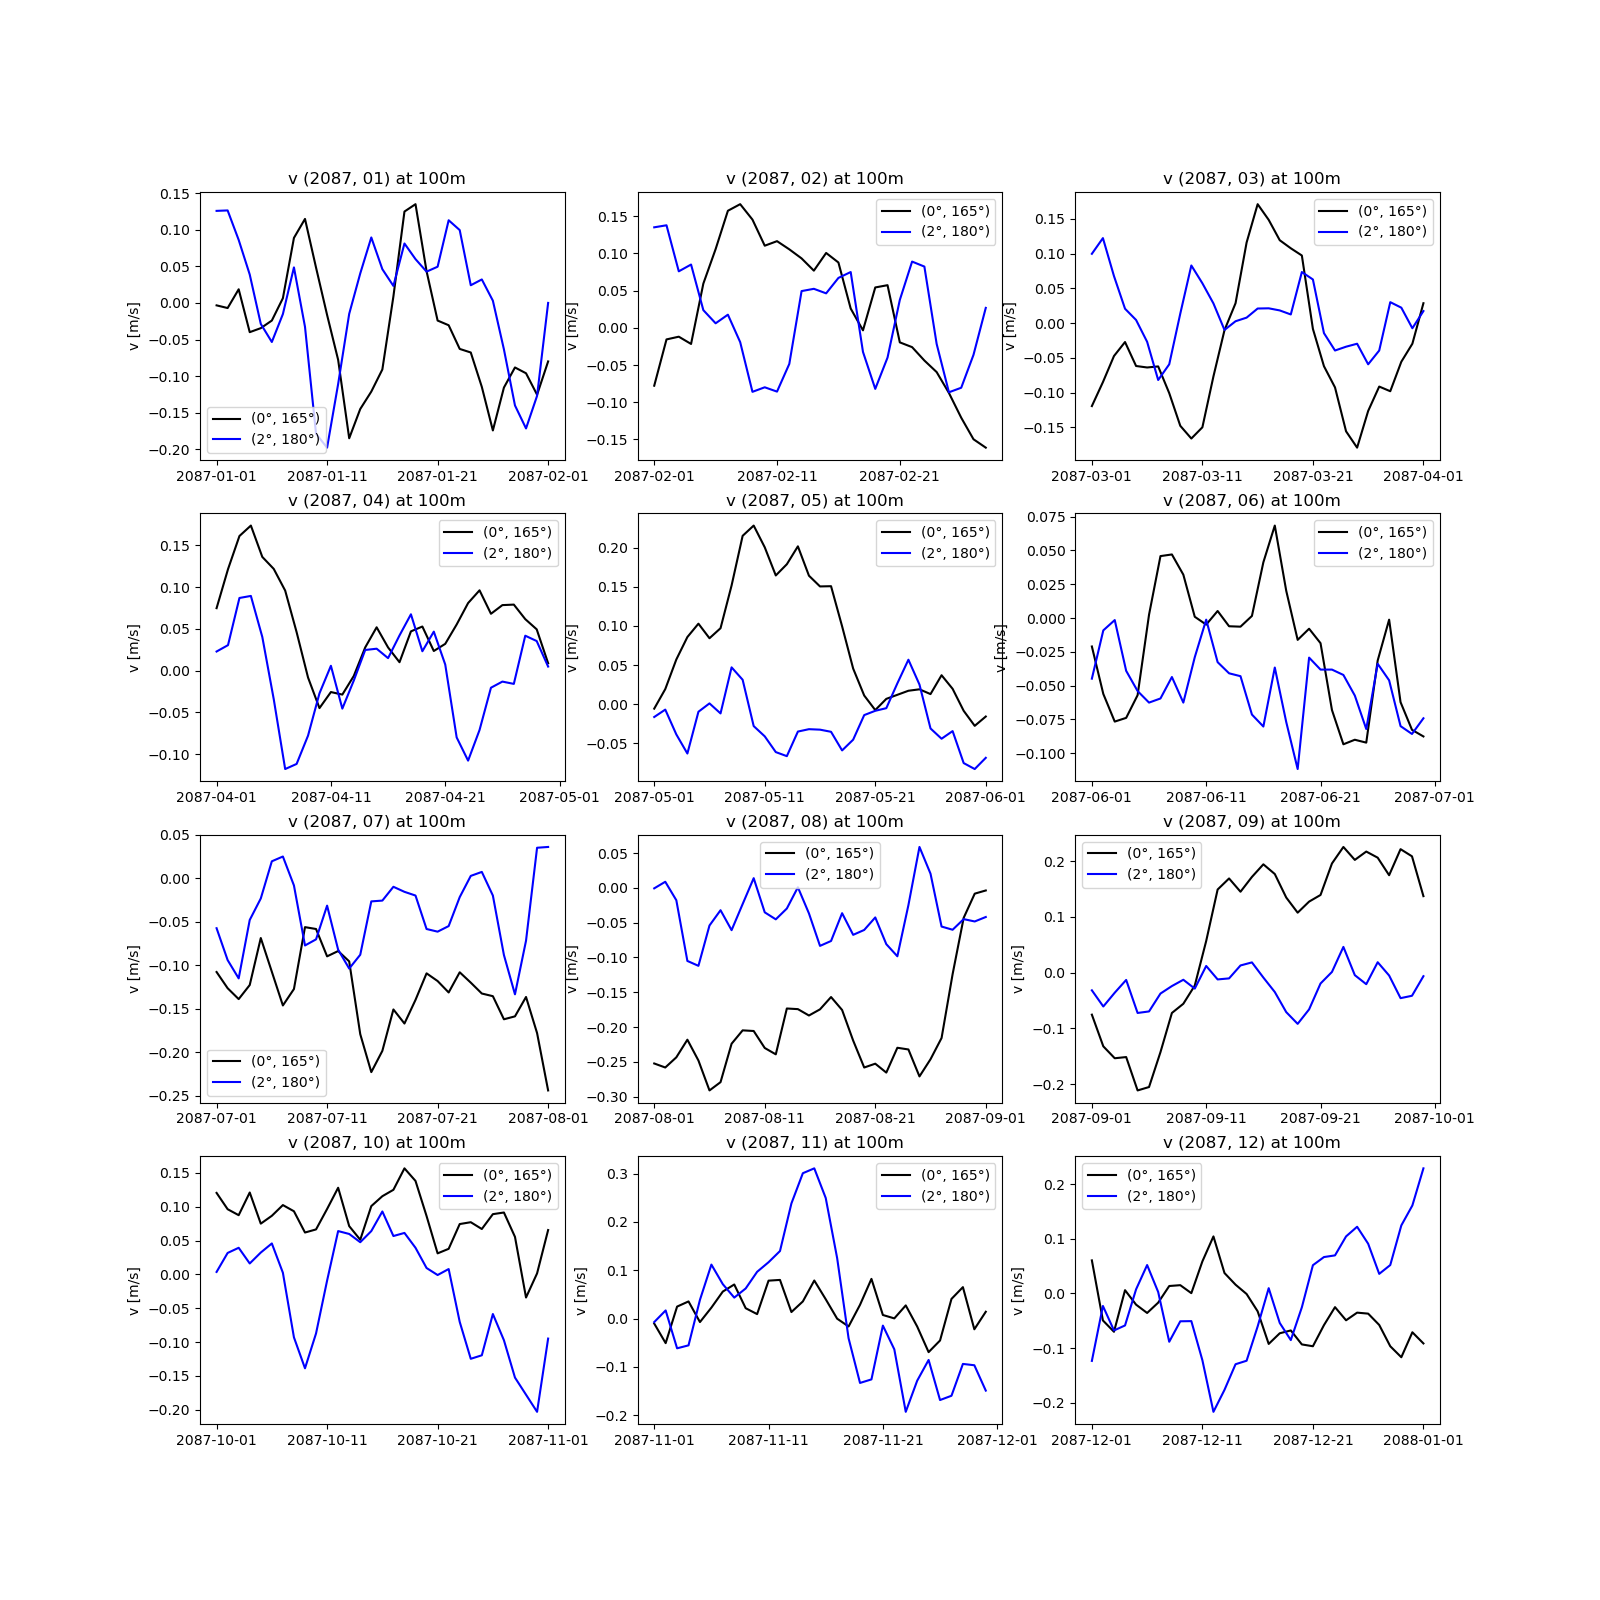 v (2087, 01) at 100m
v [m/s]
0.15
0.10
0.05
0.00
−0.05
−0.10
−0.15
−0.20
(0°, 165°)
(2°, 180°)
2087-01-01 2087-01-11 2087-01-21 2087-02-01
v (2087, 02) at 100m
v [m/s]
0.15
0.10
0.05
0.00
−0.05
−0.10
−0.15
(0°, 165°)
(2°, 180°)
2087-02-01 2087-02-11 2087-02-21
v (2087, 03) at 100m
v [m/s]
0.15
0.10
0.05
0.00
−0.05
−0.10
−0.15
(0°, 165°)
(2°, 180°)
2087-03-01 2087-03-11 2087-03-21 2087-04-01
v (2087, 04) at 100m
v [m/s]
0.15
0.10
0.05
0.00
−0.05
−0.10
(0°, 165°)
(2°, 180°)
2087-04-01 2087-04-11 2087-04-21 2087-05-01
v (2087, 05) at 100m
v [m/s]
0.20
0.15
0.10
0.05
0.00
−0.05
(0°, 165°)
(2°, 180°)
2087-05-01 2087-05-11 2087-05-21 2087-06-01
v (2087, 06) at 100m
v [m/s]
0.075
0.050
0.025
0.000
−0.025
−0.050
−0.075
−0.100
(0°, 165°)
(2°, 180°)
2087-06-01 2087-06-11 2087-06-21 2087-07-01
v (2087, 07) at 100m
v [m/s]
0.05
0.00
−0.05
−0.10
−0.15
−0.20
−0.25
(0°, 165°)
(2°, 180°)
2087-07-01 2087-07-11 2087-07-21 2087-08-01
v (2087, 08) at 100m
v [m/s]
0.05
0.00
−0.05
−0.10
−0.15
−0.20
−0.25
−0.30
(0°, 165°)
(2°, 180°)
2087-08-01 2087-08-11 2087-08-21 2087-09-01
v (2087, 09) at 100m
v [m/s]
0.2
0.1
0.0
−0.1
−0.2
(0°, 165°)
(2°, 180°)
2087-09-01 2087-09-11 2087-09-21 2087-10-01
v (2087, 10) at 100m
v [m/s]
0.15
0.10
0.05
0.00
−0.05
−0.10
−0.15
−0.20
(0°, 165°)
(2°, 180°)
2087-10-01 2087-10-11 2087-10-21 2087-11-01
v (2087, 11) at 100m
v [m/s]
0.3
0.2
0.1
0.0
−0.1
−0.2
(0°, 165°)
(2°, 180°)
2087-11-01 2087-11-11 2087-11-21 2087-12-01
v (2087, 12) at 100m
v [m/s]
0.2
0.1
0.0
−0.1
−0.2
(0°, 165°)
(2°, 180°)
2087-12-01 2087-12-11 2087-12-21 2088-01-01